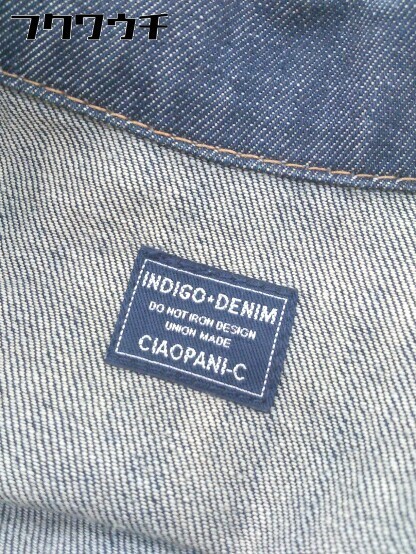 フクワウチ
INDIGO+DENIM
DO NOT IRON DESIGN
UNION MADE
CIAOPANI-C